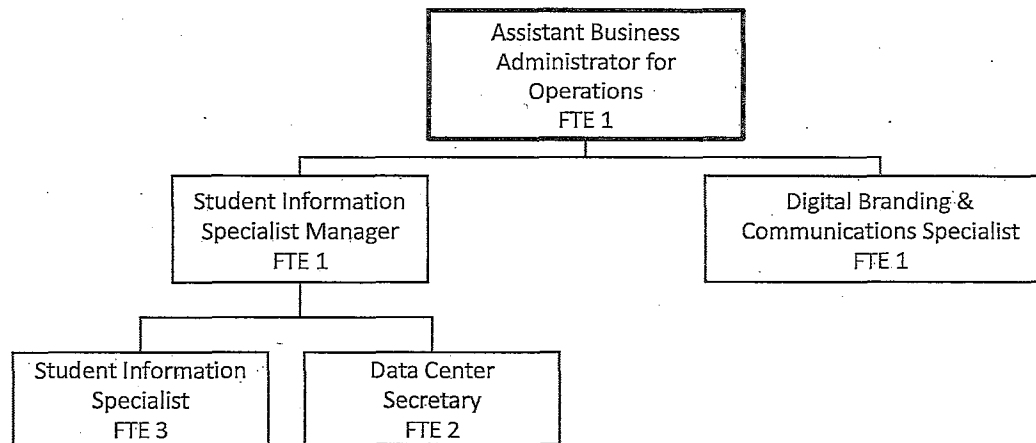 Assistant Business
Administrator for
Operations
FTE 1
Student Information
Specialist Manager
FTE 1
Digital Branding &
Communications Specialist
FTE 1
Student Information
Specialist
FTE 3
Data Center
Secretary
FTE 2